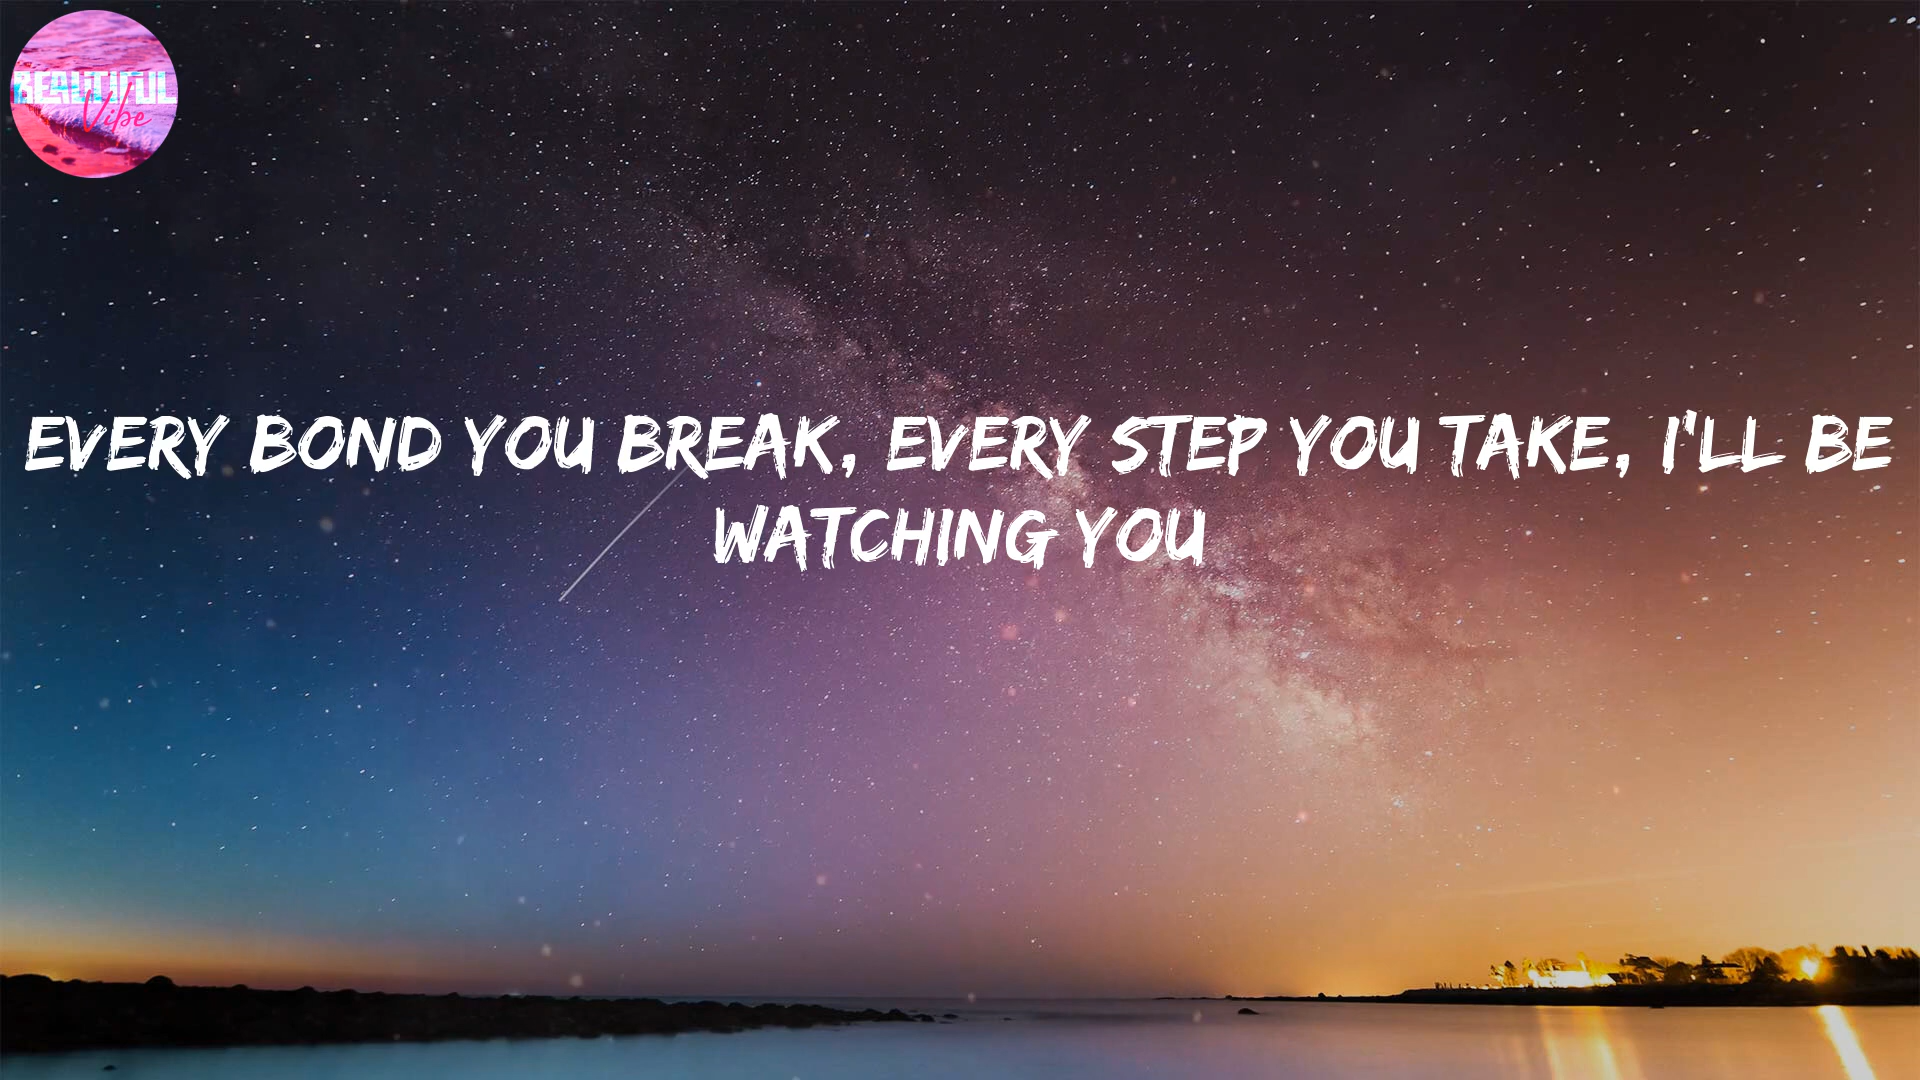 BEAUTIFUL
Vibe
EVERY BOND YOU BREAK, EVERY STEP YOU TAKE, I'LL BE
WATCHING YOU